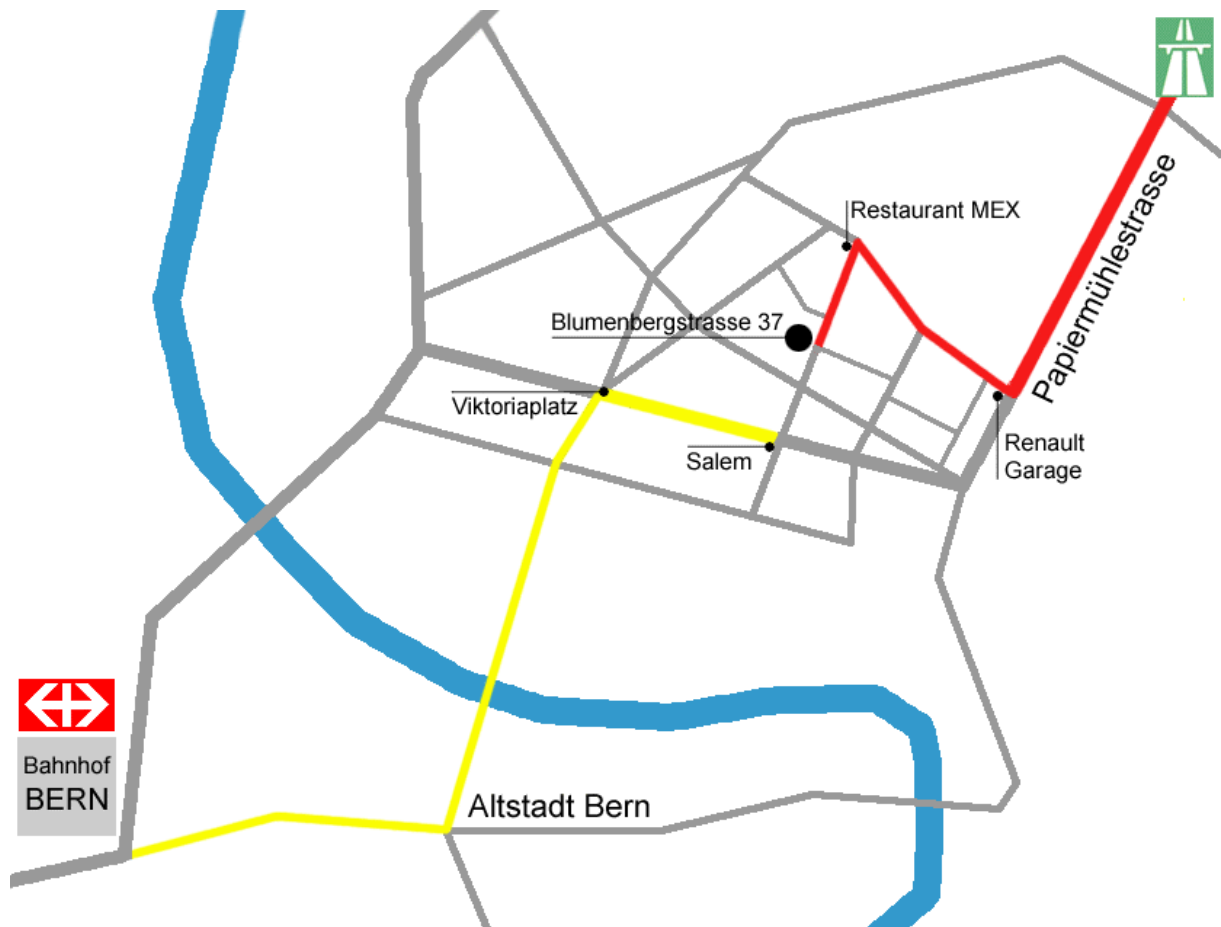 Restaurant MEX
Papiermühlestrasse
Blumenbergstrasse 37
Viktoriaplatz
Salem
Renault
Garage
Bahnhof
BERN
Altstadt Bern